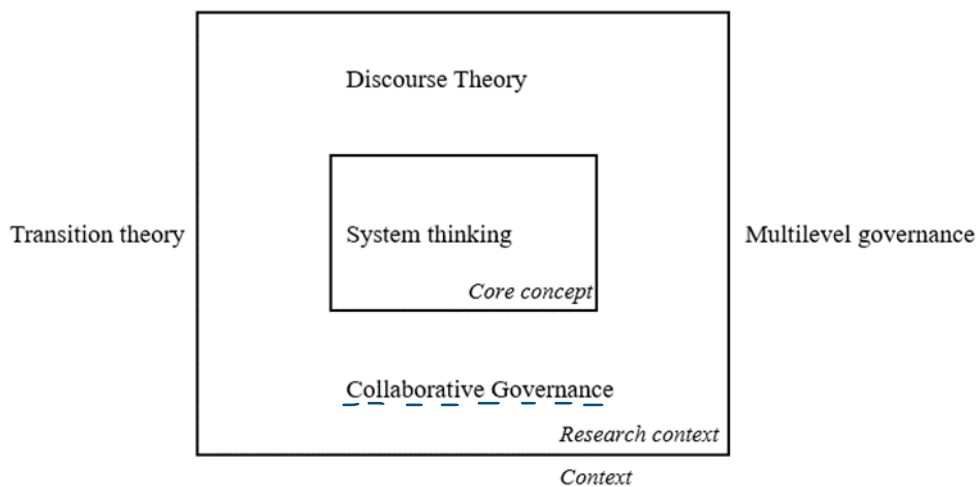 Discourse Theory
Transition theory
System thinking
Multilevel governance
Core concept
Collaborative Governance
Research context
Context